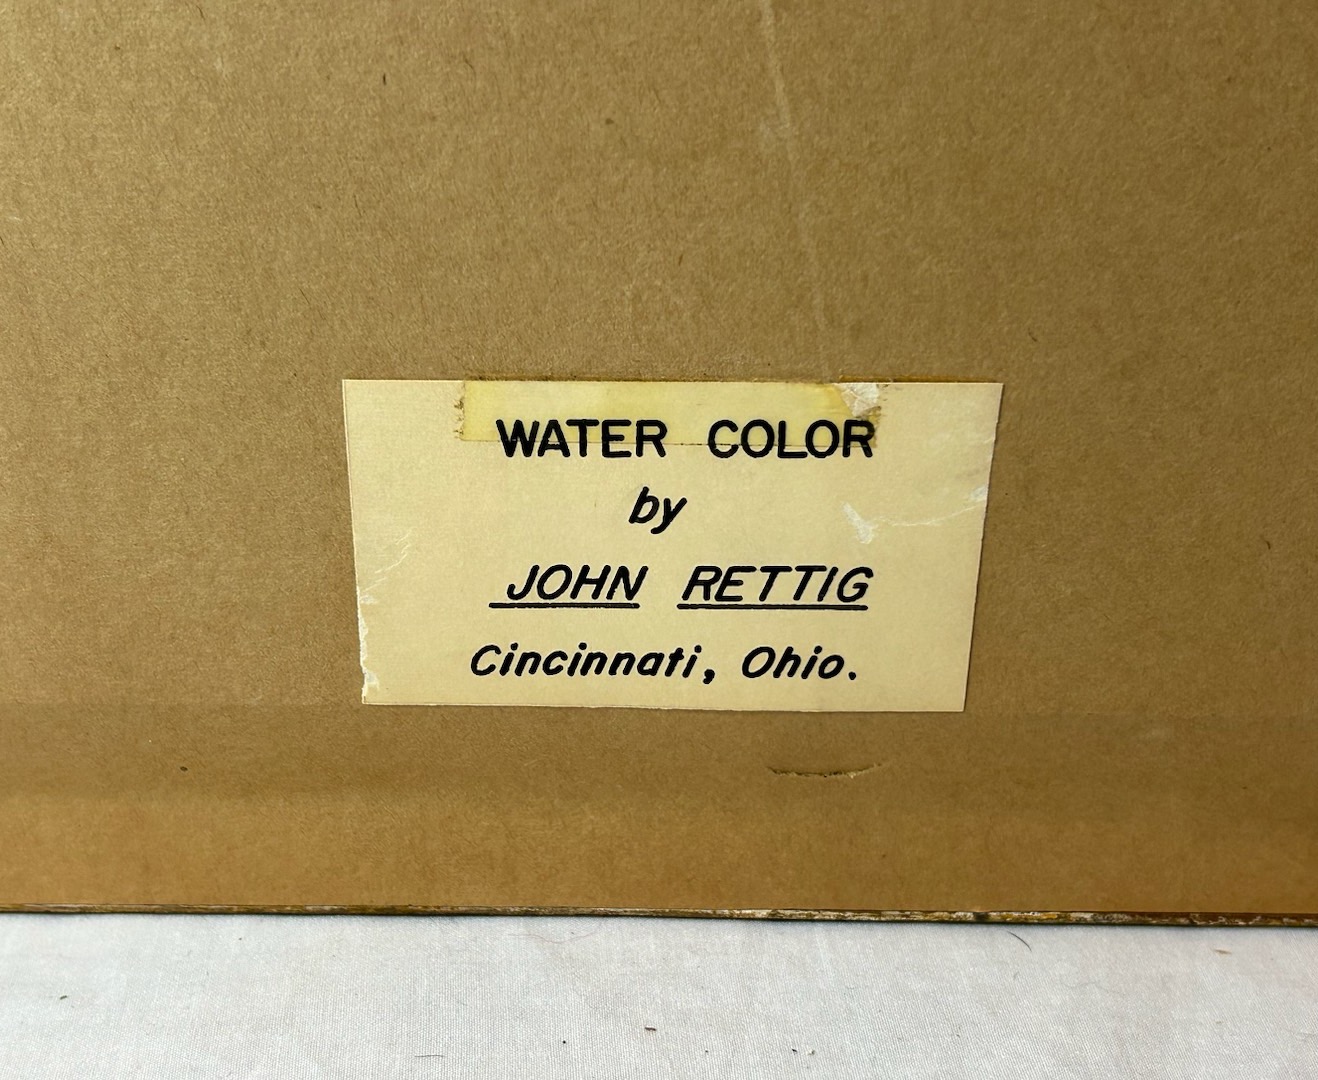 WATER COLOR
by
JOHN RETTIG
Cincinnati, Ohio.